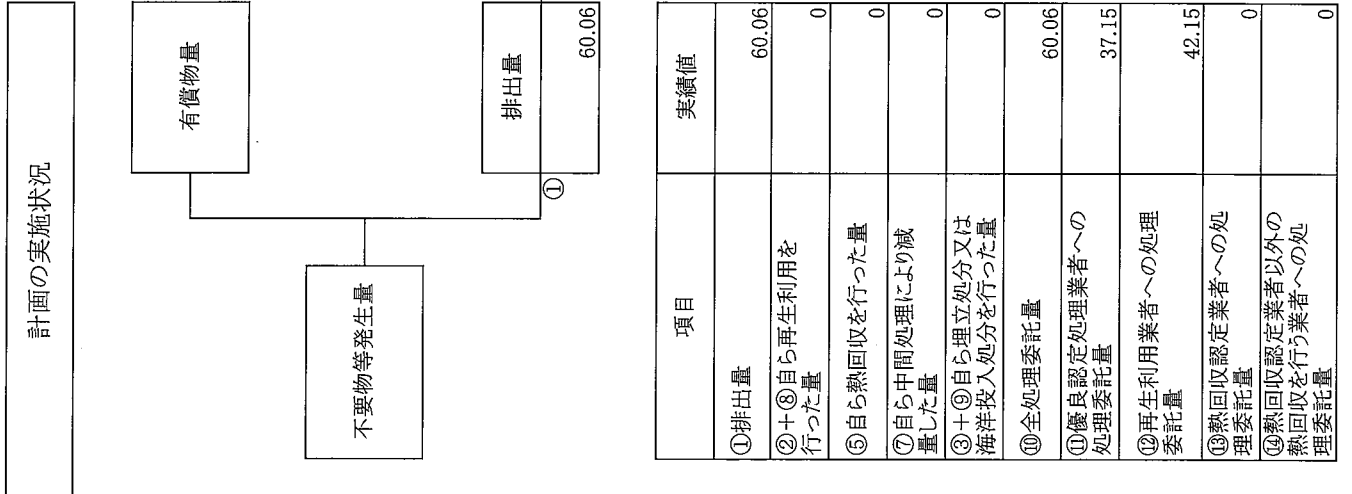 計画の実施状況
有償物量
不要物等発生量
排出量
①
60.06
項目
実績値
①排出量
60.06
②+⑧自ら再生利用を
行った量
0
⑤自ら熱回収を行った量
0
⑦自ら中間処理により減
量した量
0
③+⑨自ら埋立処分又は
海洋投入処分を行った量
0
⑩全処理委託量
60.06
⑪優良認定処理業者への
処理委託量
37.15
⑫再生利用業者への処理
委託量
42.15
⑬熱回収認定業者への処
理委託量
0
⑭熱回収認定業者以外の
熱回収を行う業者への処
理委託量
0